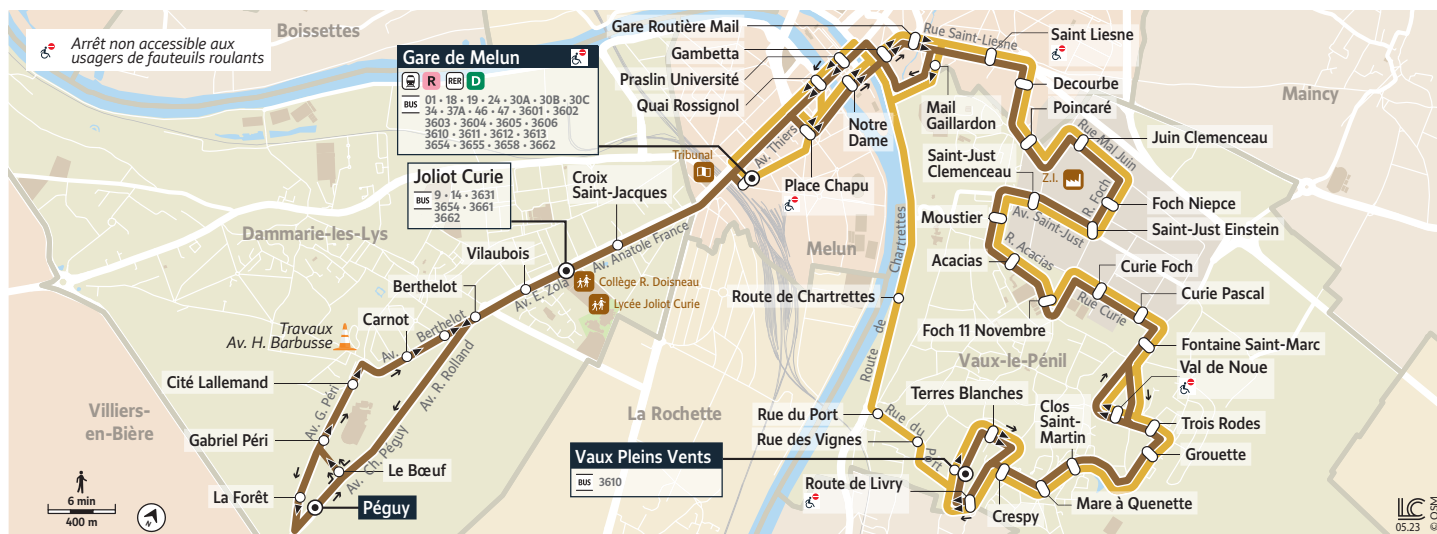 Arrêt non accessible aux
usagers de fauteuils roulants
Boissettes
Gare de Melun
R RER D
BUS 01 • 18 • 19 • 24 • 30A • 30B • 30C
34 • 37A • 46 • 47 • 3601 • 3602
3603 • 3604 • 3605 • 3606
3610 • 3611 • 3612 • 3613
3654 • 3655 • 3658 • 3662
Joliot Curie
BUS 9 • 14 • 3631
3654 • 3661
3662
Gare Routière Mail
Gambetta
Praslin Université
Quai Rossignol
Rue Saint-Liesne
Saint Liesne
Decourbe
Poincaré
Maincy
Mail
Gaillardon
Notre
Dame
Av. Thiers
Tribunal
Place Chapu
Croix
Saint-Jacques
Juin Clemenceau
Rue Mal Juin
Saint-Just
Clemenceau
Z.I.
R. Foch
Foch Niepce
Saint-Just Einstein
Av. Saint-Just
Moustier
R. Acacias
Acacias
Curie Foch
Curie Pascal
Rue Curie
Foch 11 Novembre
Fontaine Saint-Marc
Val de Noue
Trois Rodes
Grouette
Dammarie-les-Lys
Vilaubois
Av. Anatole France
Av. E. Zola
Collège R. Doisneau
Lycée Joliot Curie
Berthelot
Melun
Route de Chartrettes
Route de Chartrettes
Carnot
Travaux
Av. H. Barbusse
Av. Berthelot
Av. R. Rolland
Cité Lallemand
Av. G. Péri
Villiers-
en-Bière
Gabriel Péri
Av. Ch. Péguy
Le Bœuf
La Forêt
Péguy
La Rochette
Vaux-le-Pénil
Terres Blanches
Clos
Saint-
Martin
Rue du Port
Rue des Vignes
Rue du Port
Vaux Pleins Vents
BUS 3610
Route de Livry
Crespy
Mare à Quenette
6 min
400 m
N
LC
05.23
© OSM